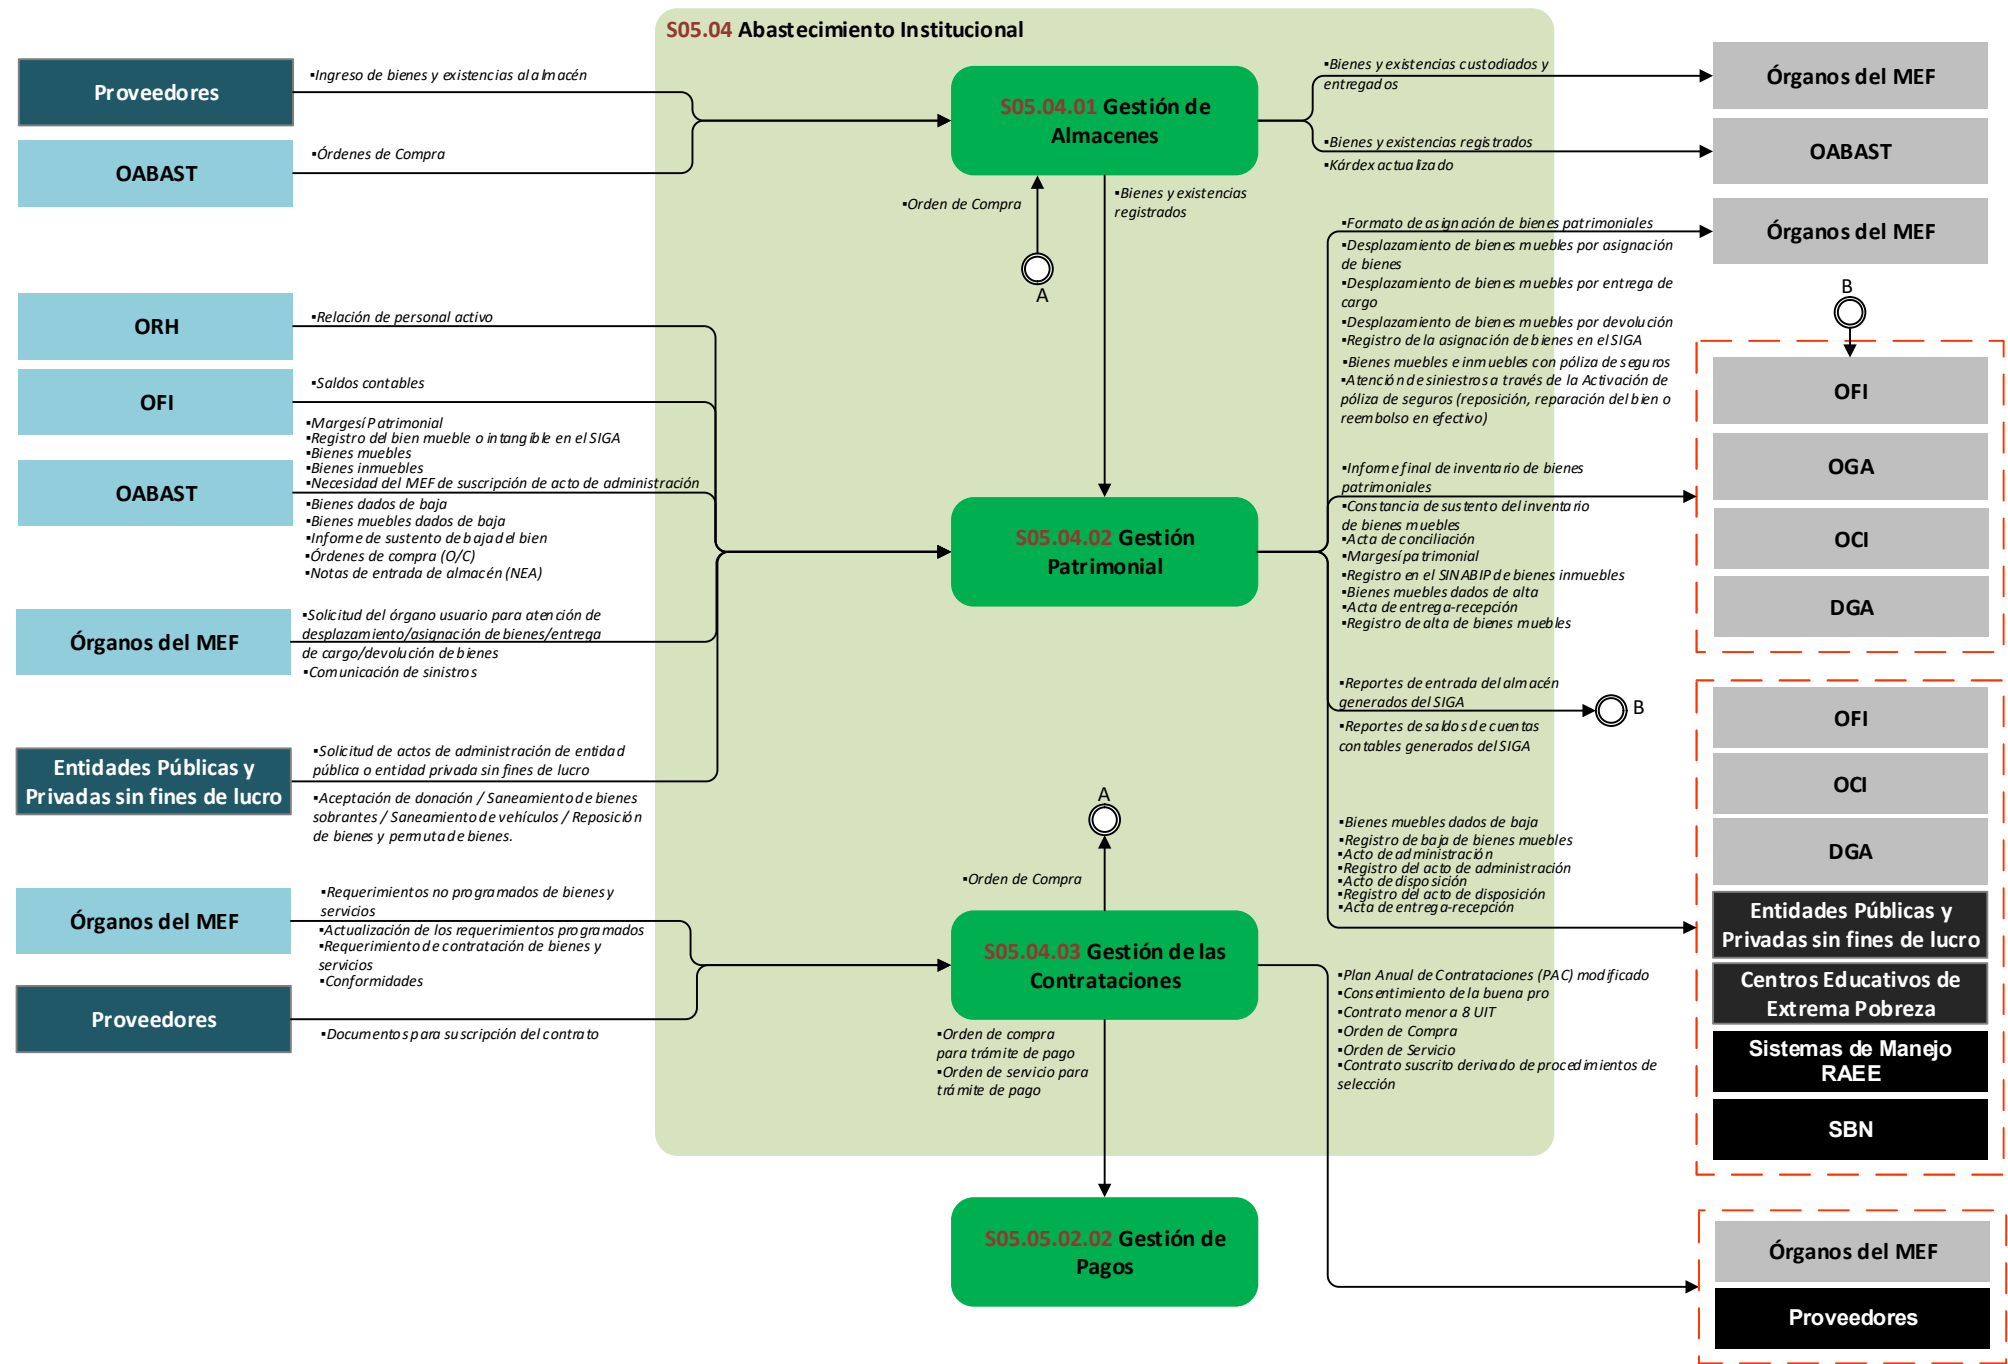 S05.04 Abastecimiento Institucional
Proveedores
▪Ingreso de bienes y existencias al almacén
OABAST
▪Órdenes de Compra
S05.04.01 Gestión de
Almacenes
▪Bienes y existencias custodiados y
entregados
Órganos del MEF
▪Bienes y existencias registrados
▪Kárdex actualizado
OABAST
▪Orden de Compra
A
▪Bienes y existencias
registrados
ORH
▪Relación de personal activo
OFI
▪Saldos contables
OABAST
▪Margesí Patrimonial
▪Registro del bien mueble o intangible en el SIGA
▪Bienes muebles
▪Bienes inmuebles
▪Necesidad del MEF de suscripción de acto de administración
▪Bienes dados de baja
▪Bienes muebles dados de baja
▪Informe de sustento de baja del bien
▪Órdenes de compra (O/C)
▪Notas de entrada de almacén (NEA)
Órganos del MEF
▪Solicitud del órgano usuario para atención de
desplazamiento/asignación de bienes/entrega
de cargo/devolución de bienes
▪Comunicación de sinistros
Entidades Públicas y
Privadas sin fines de lucro
▪Solicitud de actos de administración de entidad
pública o entidad privada sin fines de lucro
▪Aceptación de donación / Saneamiento de bienes
sobrantes / Saneamiento de vehículos / Reposición
de bienes y permuta de bienes.
S05.04.02 Gestión
Patrimonial
▪Formato de asignación de bienes patrimoniales
▪Desplazamiento de bienes muebles por asignación
de bienes
▪Desplazamiento de bienes muebles por entrega de
cargo
▪Desplazamiento de bienes muebles por devolución
▪Registro de la asignación de bienes en el SIGA
▪Bienes muebles e inmuebles con póliza de seguros
▪Atención de siniestros a través de la Activación de
póliza de seguros (reposición, reparación del bien o
reembolso en efectivo)
Órganos del MEF
B
▪Informe final de inventario de bienes
patrimoniales
▪Constancia de sustento del inventario
de bienes muebles
▪Acta de conciliación
▪Margesí patrimonial
▪Registro en el SINABIP de bienes inmuebles
▪Bienes muebles dados de alta
▪Acta de entrega-recepción
▪Registro de alta de bienes muebles
OFI
OGA
OCI
DGA
▪Reportes de entrada del almacén
generados del SIGA
▪Reportes de saldos de cuentas
contables generados del SIGA
B
▪Bienes muebles dados de baja
▪Registro de baja de bienes muebles
▪Acto de administración
▪Registro del acto de administración
▪Acto de disposición
▪Registro del acto de disposición
▪Acta de entrega-recepción
OFI
OCI
DGA
Entidades Públicas y
Privadas sin fines de lucro
Centros Educativos de
Extrema Pobreza
Sistemas de Manejo
RAEE
SBN
Órganos del MEF
▪Requerimientos no programados de bienes y
servicios
▪Actualización de los requerimientos programados
▪Requerimiento de contratación de bienes y
servicios
▪Conformidades
Proveedores
▪Documentos para suscripción del contrato
A
▪Orden de Compra
S05.04.03 Gestión de las
Contrataciones
▪Orden de compra
para trámite de pago
▪Orden de servicio para
trámite de pago
▪Plan Anual de Contrataciones (PAC) modificado
▪Consentimiento de la buena pro
▪Contrato menor a 8 UIT
▪Orden de Compra
▪Orden de Servicio
▪Contrato suscrito derivado de procedimientos de
selección
S05.05.02.02 Gestión de
Pagos
Órganos del MEF
Proveedores